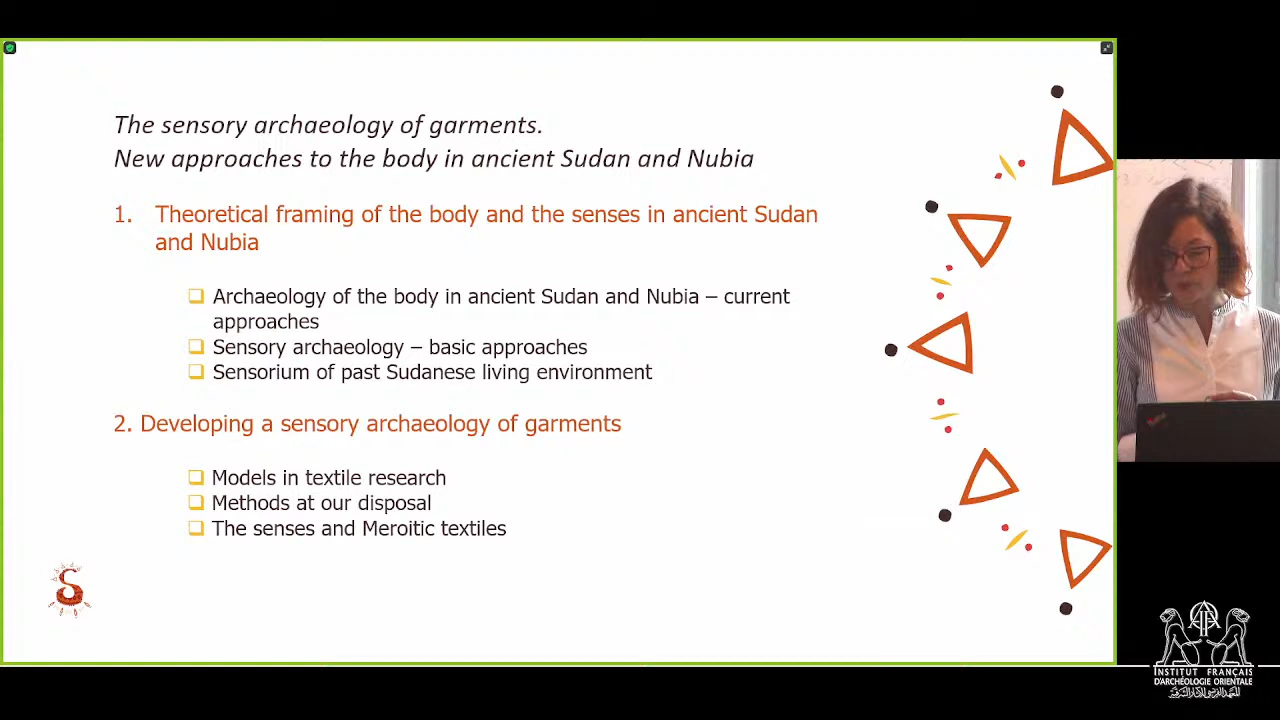 The sensory archaeology of garments.
New approaches to the body in ancient Sudan and Nubia
1. Theoretical framing of the body and the senses in ancient Sudan
and Nubia
❑ Archaeology of the body in ancient Sudan and Nubia – current
approaches
❑ Sensory archaeology – basic approaches
❑ Sensorium of past Sudanese living environment
2. Developing a sensory archaeology of garments
❑ Models in textile research
❑ Methods at our disposal
❑ The senses and Meroitic textiles
S
INSTITUT FRANÇAIS
D'ARCHÉOLOGIE ORIENTALE